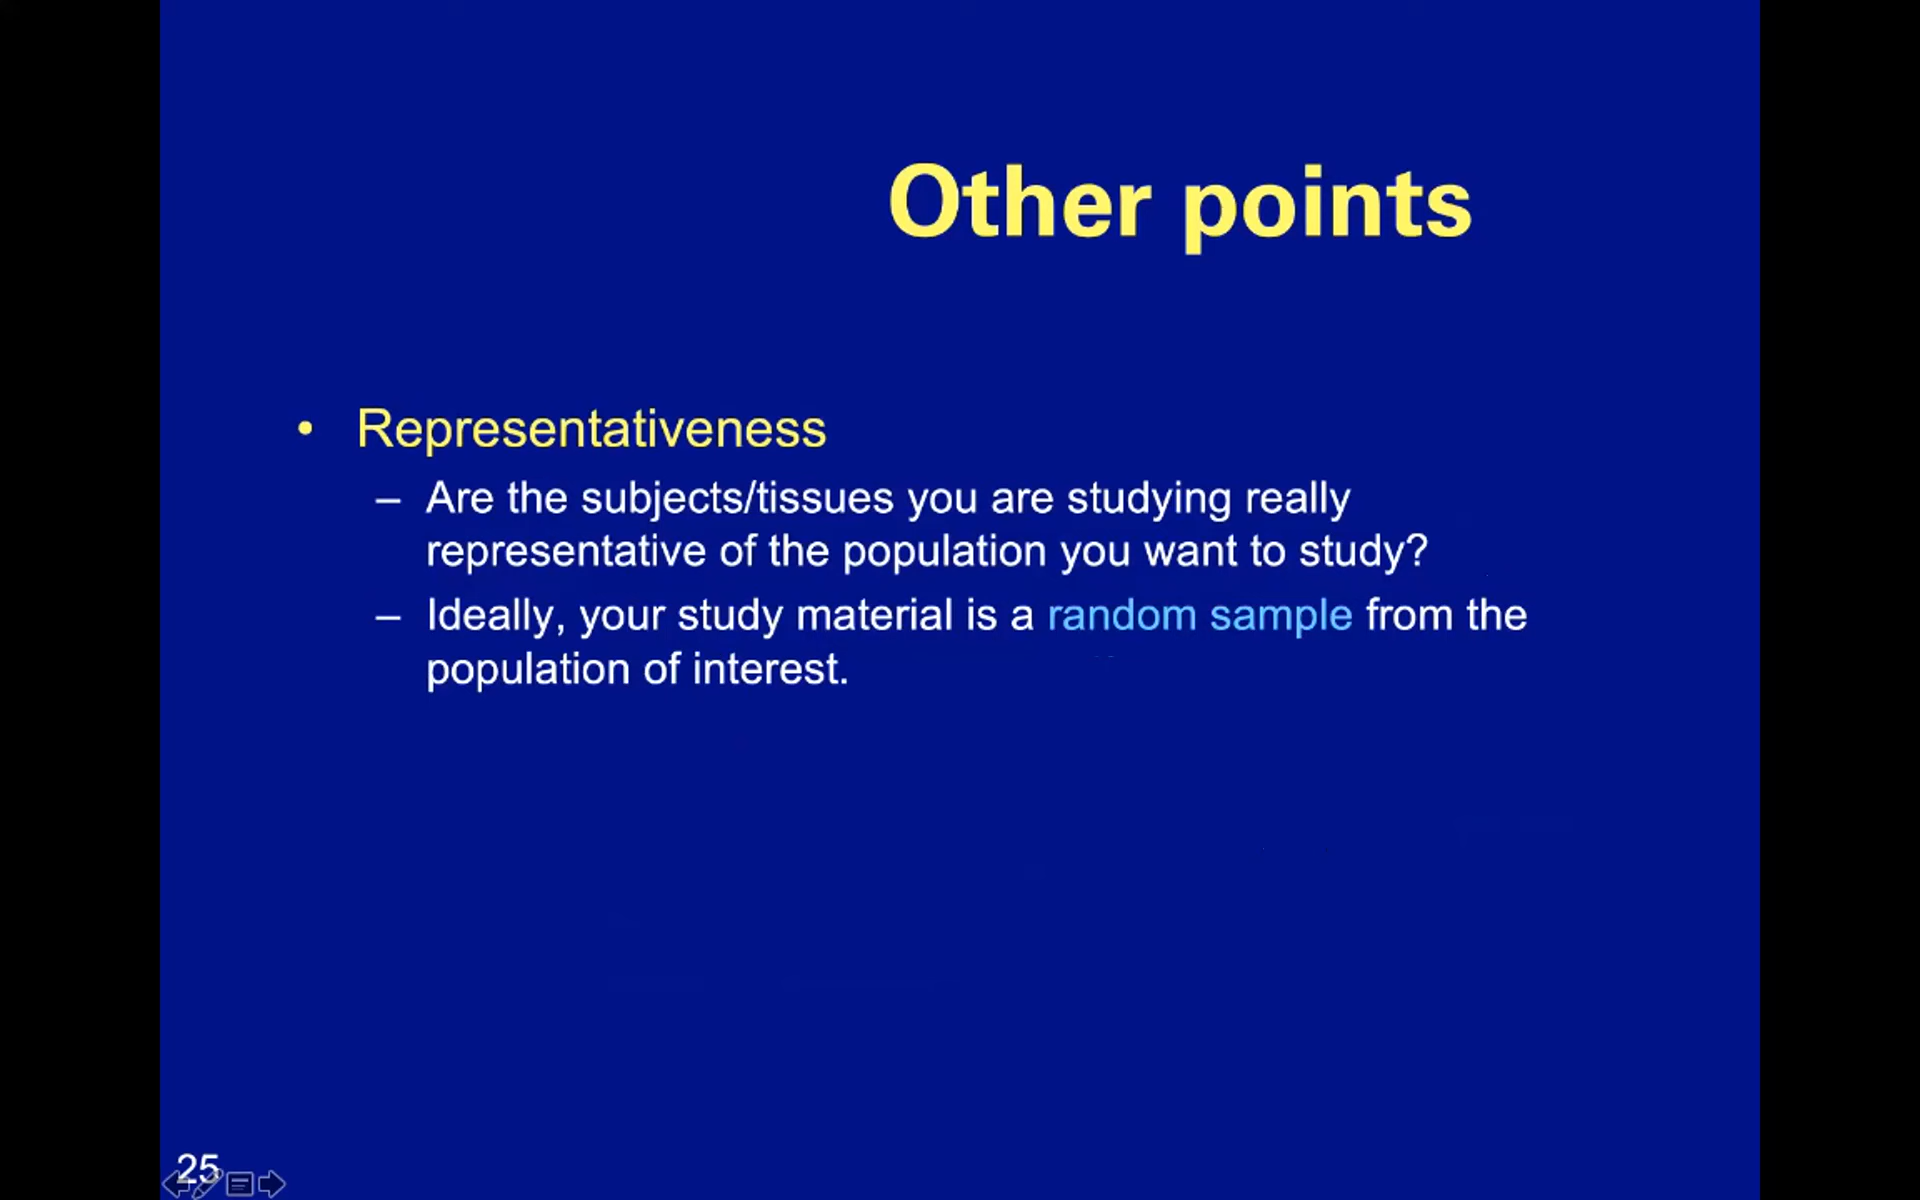 Other points
• Representativeness
– Are the subjects/tissues you are studying really
representative of the population you want to study?
– Ideally, your study material is a random sample from the
population of interest.
25